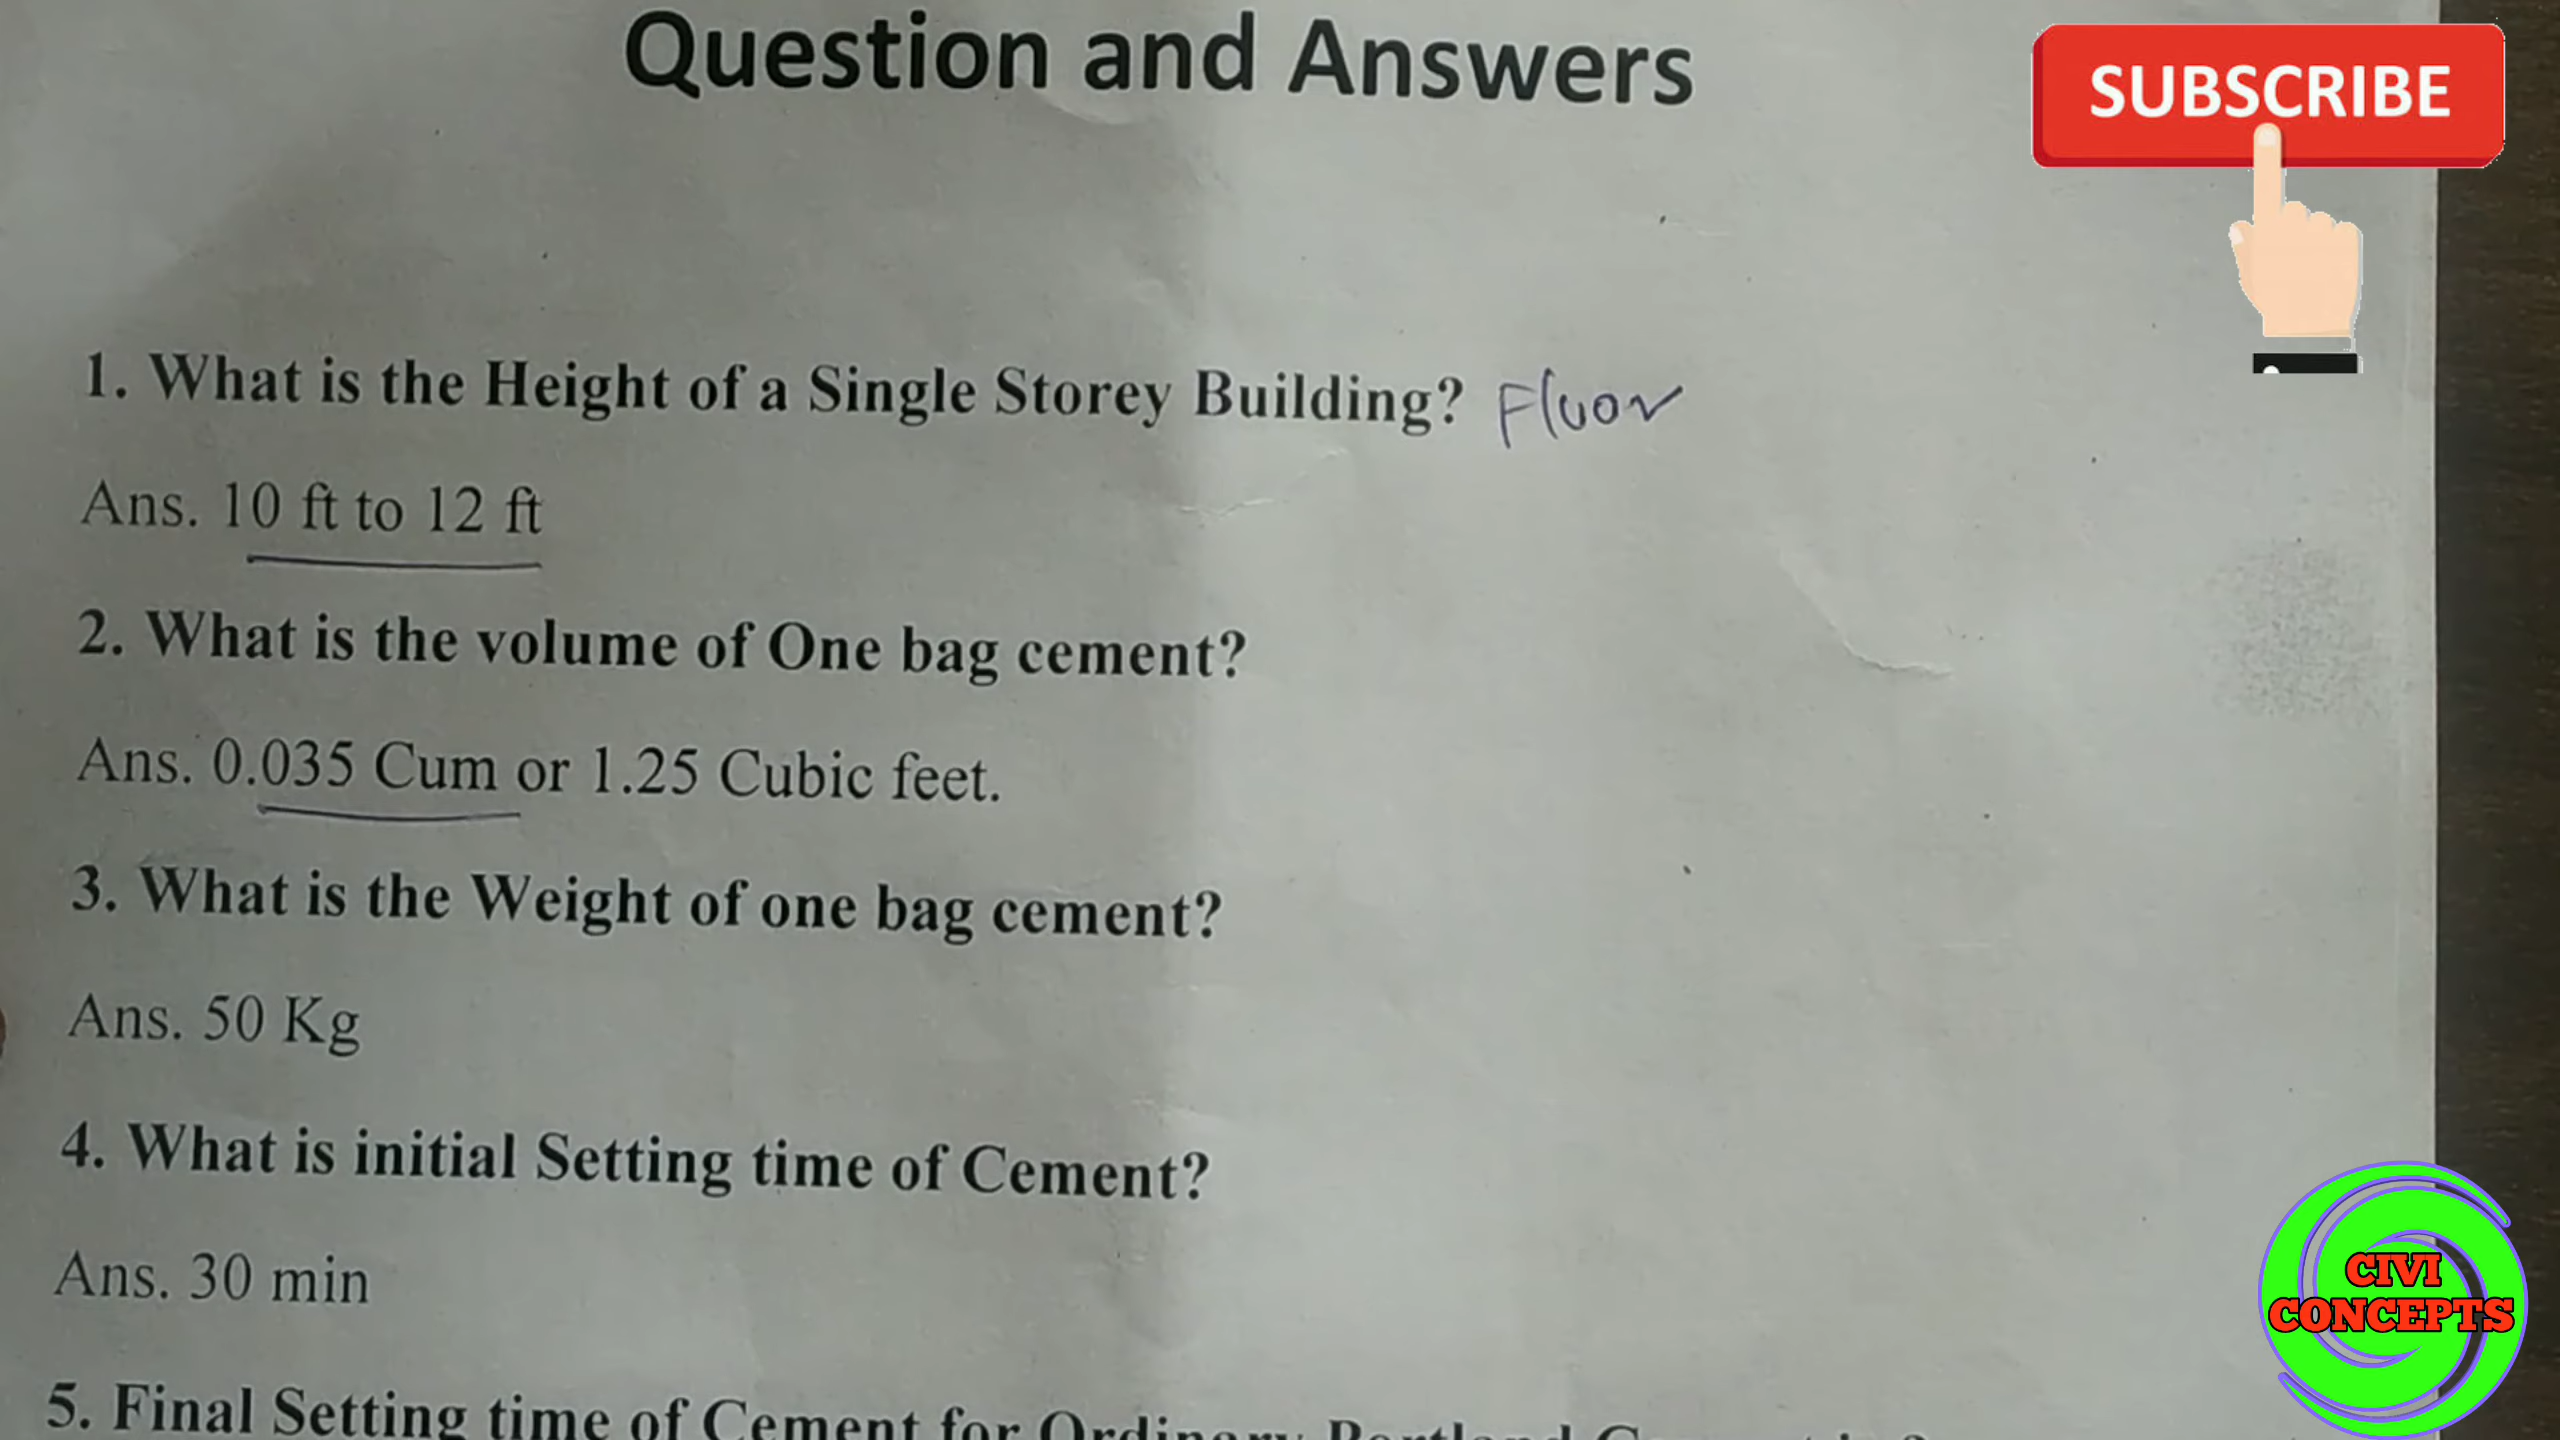 Question and Answers
SUBSCRIBE
1. What is the Height of a Single Storey Building? Fluor
Ans. 10 ft to 12 ft
2. What is the volume of One bag cement?
Ans. 0.035 Cum or 1.25 Cubic feet.
3. What is the Weight of one bag cement?
Ans. 50 Kg
4. What is initial Setting time of Cement?
Ans. 30 min
5. Final Setting time of Cement for Ordinary Portland
CIVI
CONCEPTS